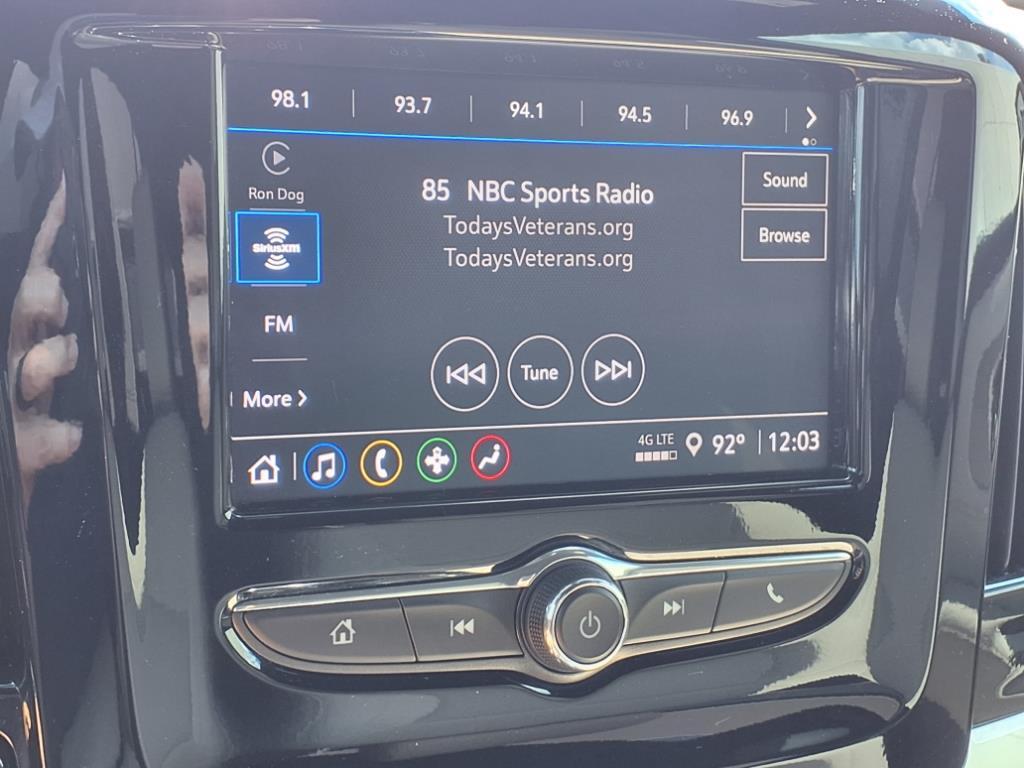 98.1 93.7 94.1 94.5 96.9
Ron Dog
85 NBC Sports Radio
Sound
TodaysVeterans.org
SiriusXM
Browse
TodaysVeterans.org
FM
Tune
More
4G LTE
92° 12:03